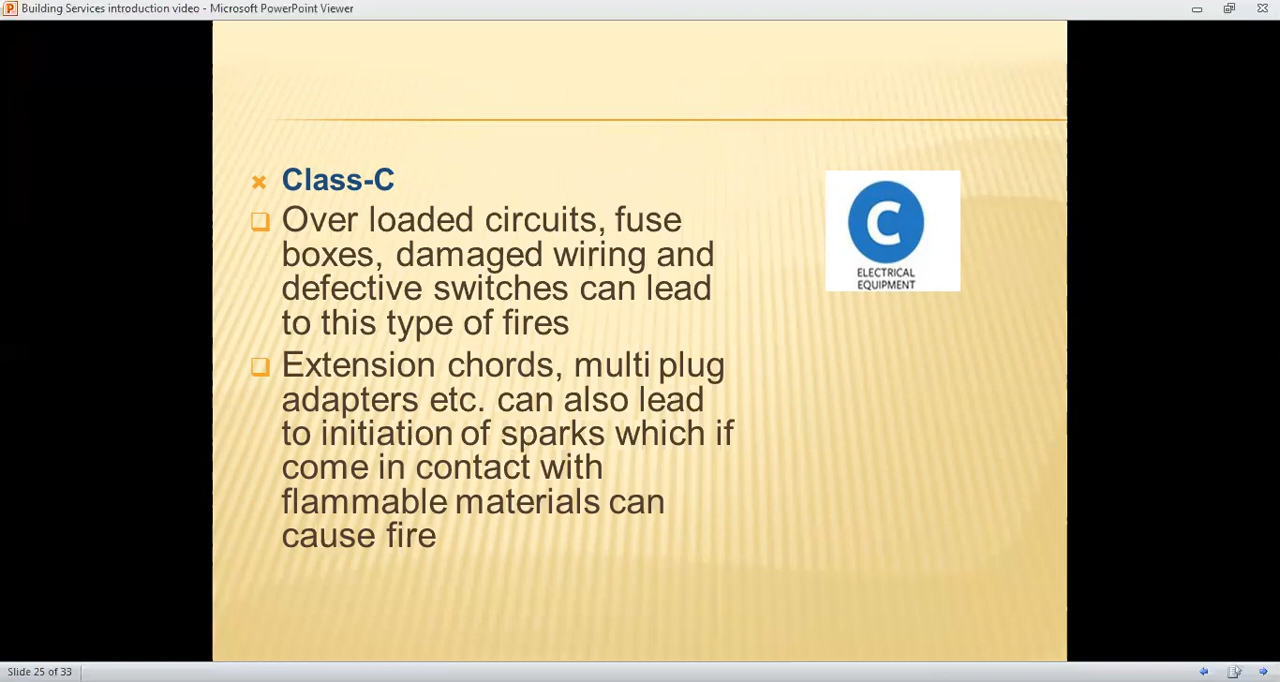 Building Services introduction video - Microsoft PowerPoint Viewer
Class-C
Over loaded circuits, fuse
boxes, damaged wiring and
defective switches can lead
to this type of fires
Extension chords, multi plug
adapters etc. can also lead
to initiation of sparks which if
come in contact with
flammable materials can
cause fire
C
ELECTRICAL
EQUIPMENT
Slide 25 of 33